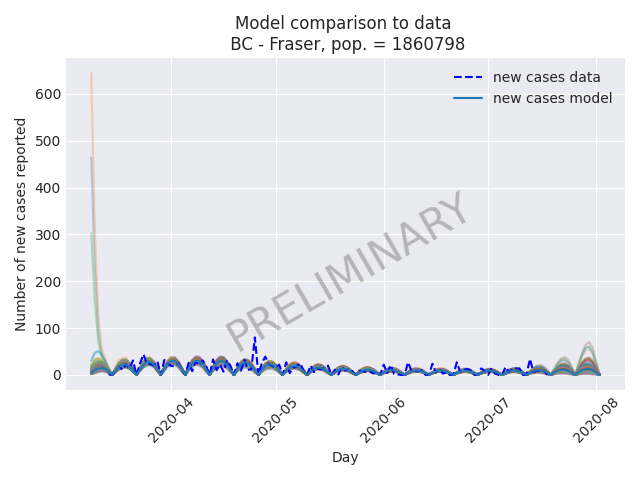 Model comparison to data
BC - Fraser, pop. = 1860798
new cases data
new cases model
Number of new cases reported
600
500
400
300
200
100
0
PRELIMINARY
2020-04
2020-05
2020-06
2020-07
2020-08
Day